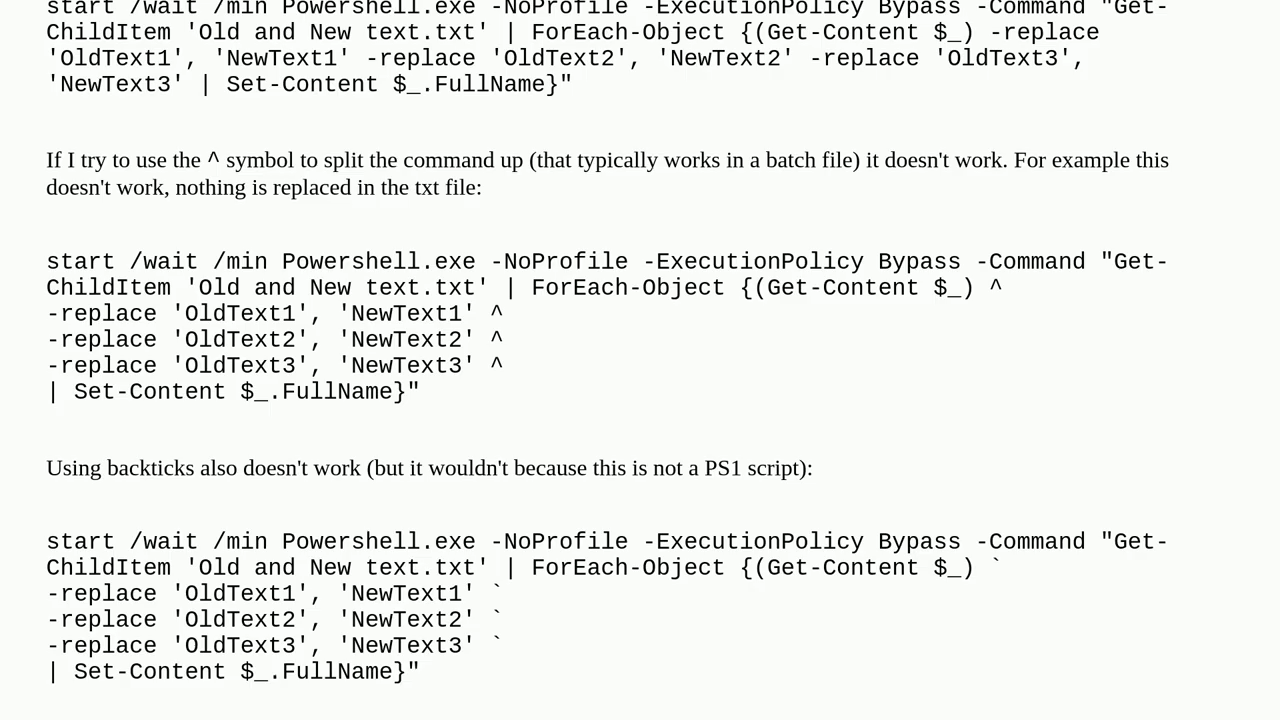 start /wait /min Powershell.exe -NoProfile -ExecutionPolicy Bypass -Command "Get-
ChildItem 'Old and New text.txt' | ForEach-Object {(Get-Content $_) -replace
'OldText1', 'NewText1' -replace 'OldText2', 'NewText2' -replace 'OldText3',
'NewText3' | Set-Content $_.FullName}"
If I try to use the ^ symbol to split the command up (that typically works in a batch file) it doesn't work. For example this
doesn't work, nothing is replaced in the txt file:
start /wait /min Powershell.exe -NoProfile -ExecutionPolicy Bypass -Command "Get-
ChildItem 'Old and New text.txt' | ForEach-Object {(Get-Content $_) ^
-replace 'OldText1', 'NewText1' ^
-replace 'OldText2', 'NewText2' ^
-replace 'OldText3', 'NewText3' ^
| Set-Content $_.FullName}"
Using backticks also doesn't work (but it wouldn't because this is not a PS1 script):
start /wait /min Powershell.exe -NoProfile -ExecutionPolicy Bypass -Command "Get-
ChildItem 'Old and New text.txt' | ForEach-Object {(Get-Content $_) `
-replace 'OldText1', 'NewText1' `
-replace 'OldText2', 'NewText2' `
-replace 'OldText3', 'NewText3' `
| Set-Content $_.FullName}"